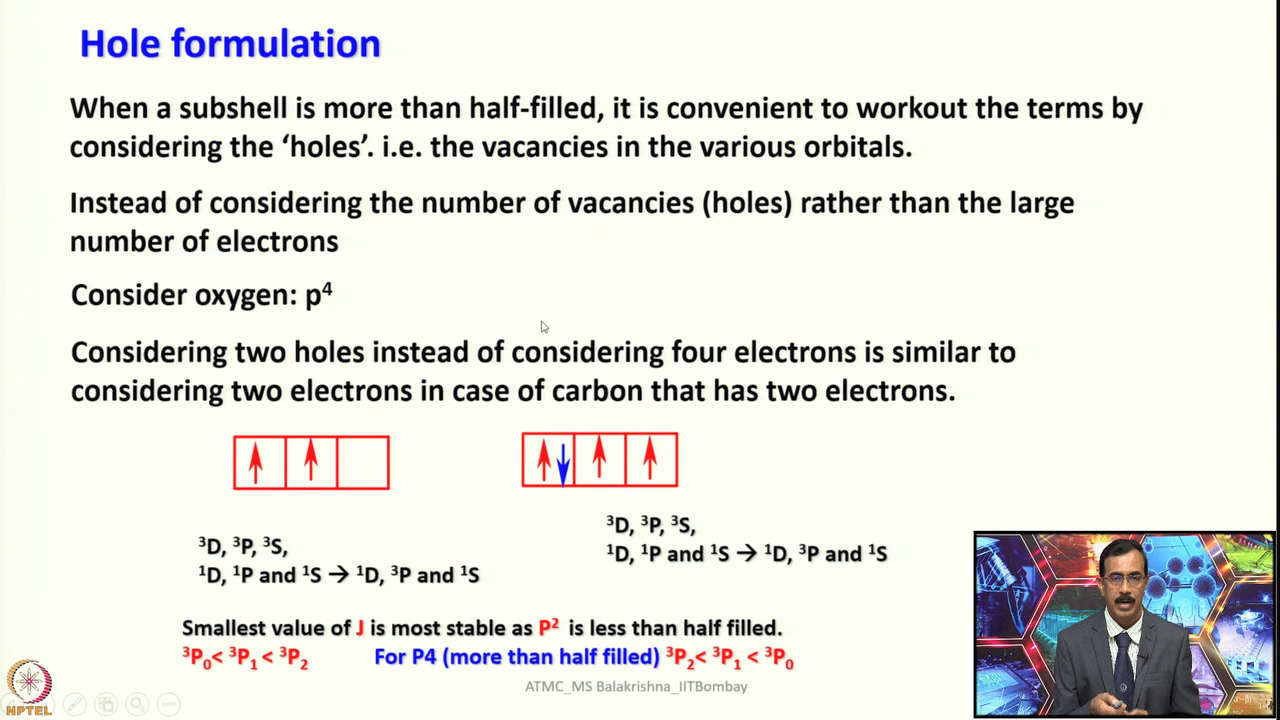 Hole formulation
When a subshell is more than half-filled, it is convenient to workout the terms by
considering the ‘holes’. i.e. the vacancies in the various orbitals.
Instead of considering the number of vacancies (holes) rather than the large
number of electrons
Consider oxygen: p⁴
Considering two holes instead of considering four electrons is similar to
considering two electrons in case of carbon that has two electrons.
³D, ³P, ³S,
¹D, ¹P and ¹S → ¹D, ³P and ¹S
³D, ³P, ³S,
¹D, ¹P and ¹S → ¹D, ³P and ¹S
Smallest value of J is most stable as P² is less than half filled.
³P₀< ³P₁ < ³P₂ For P4 (more than half filled) ³P₂< ³P₁ < ³P₀
ATMC_MS Balakrishna_IITBombay
NPTEL